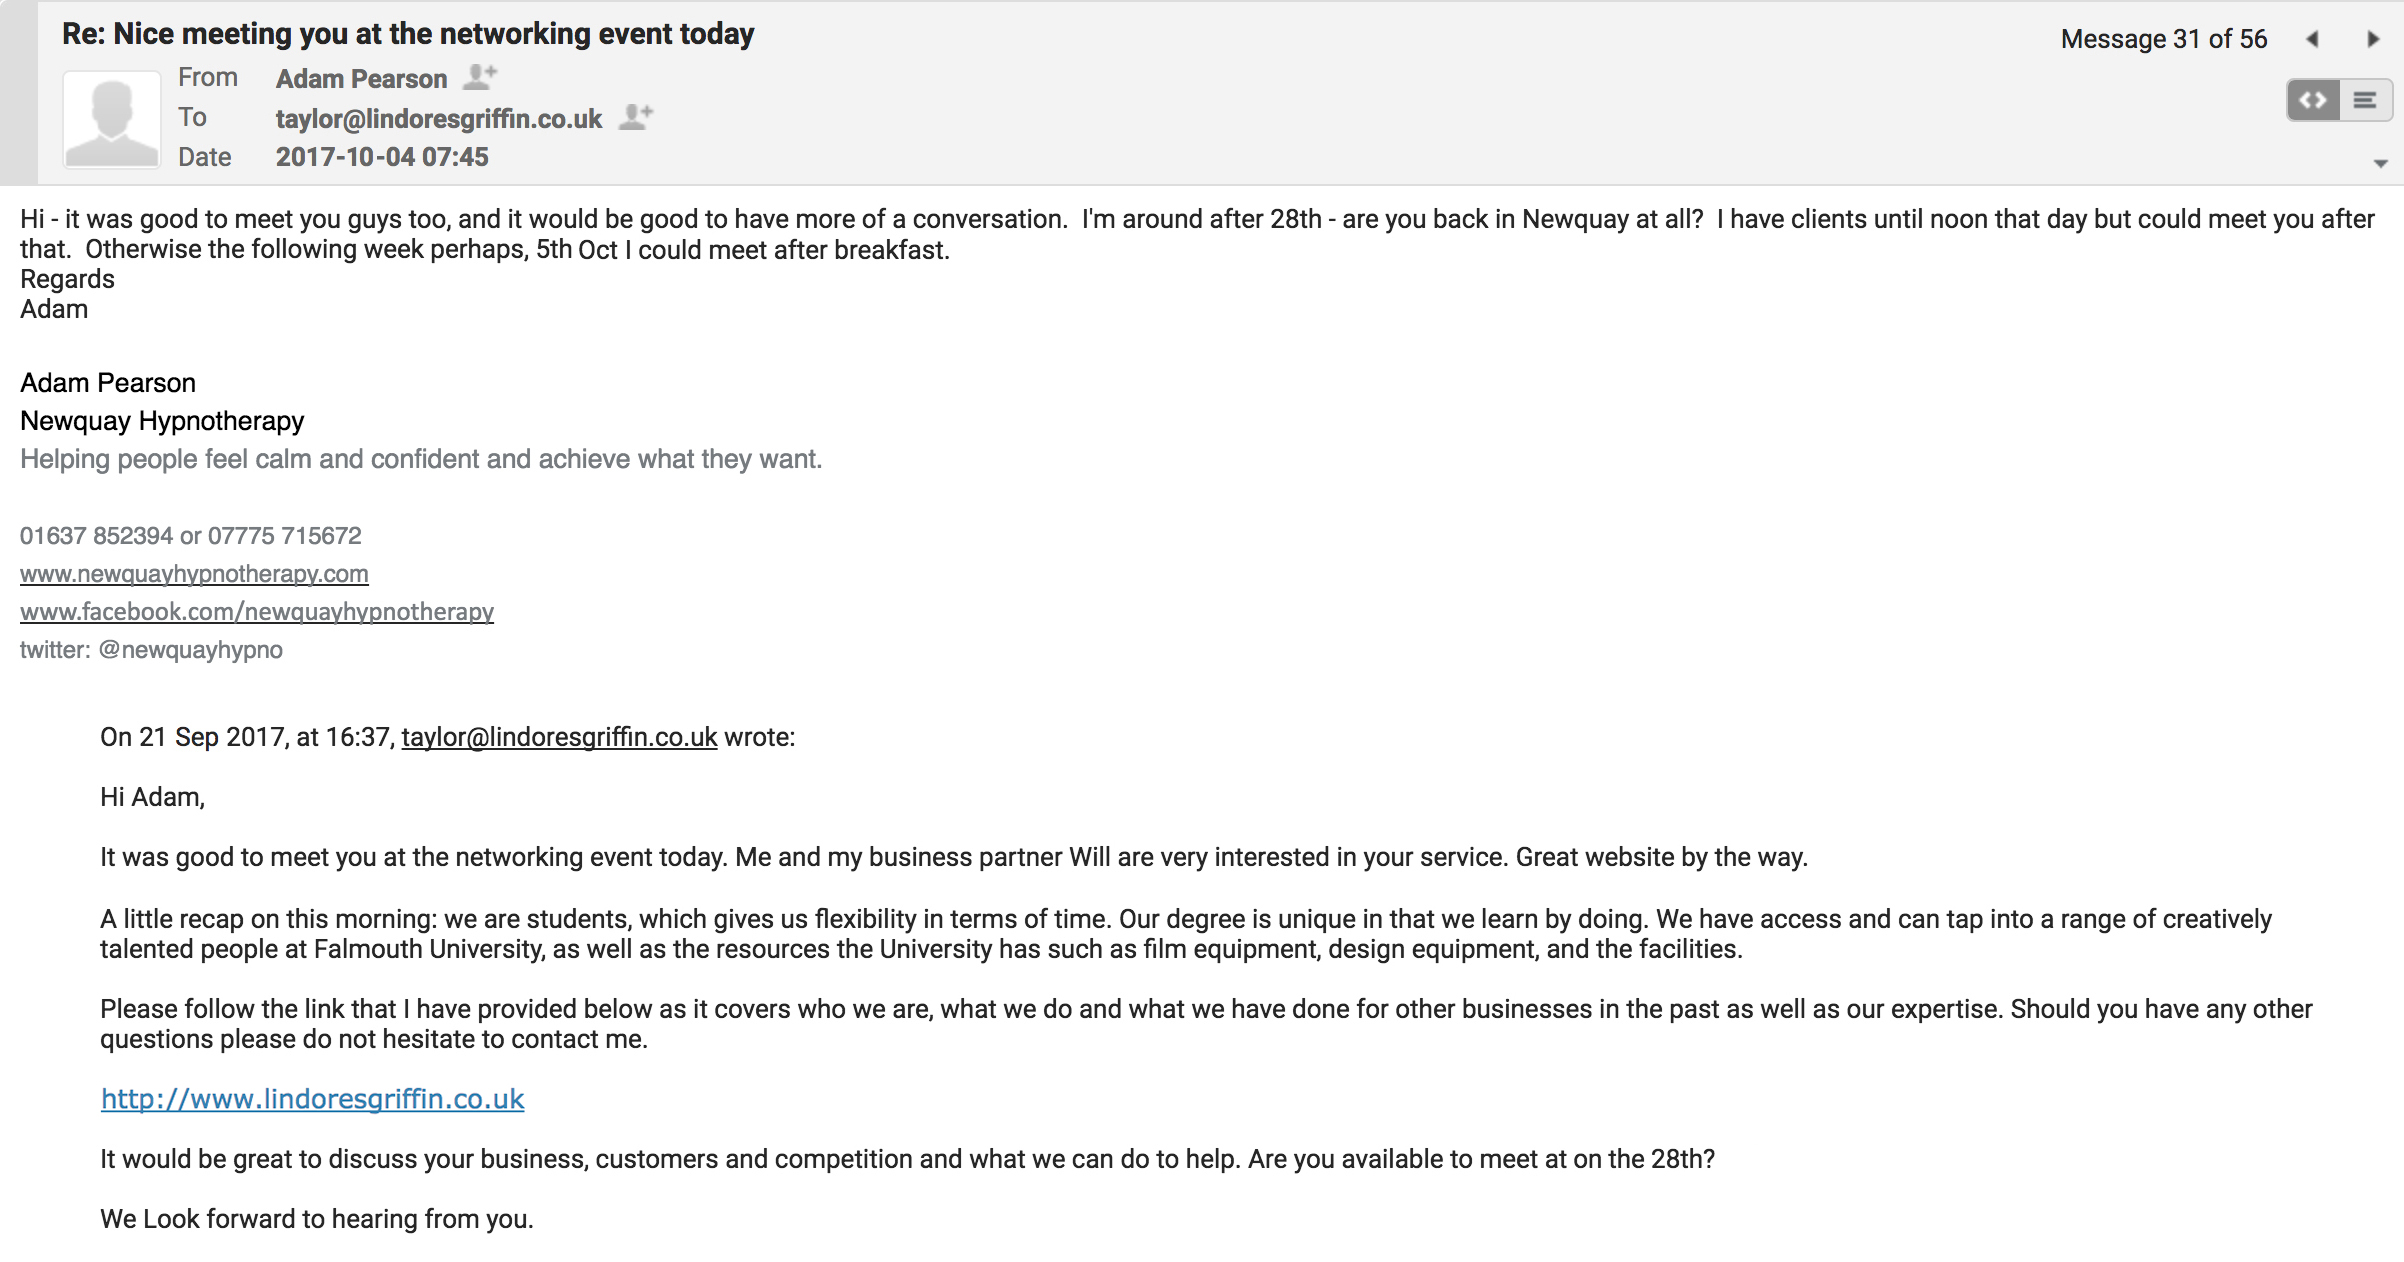 Re: Nice meeting you at the networking event today
Message 31 of 56
From Adam Pearson
To taylor@lindoresgriffin.co.uk
Date 2017-10-04 07:45
Hi - it was good to meet you guys too, and it would be good to have more of a conversation.  I'm around after 28th - are you back in Newquay at all?  I have clients until noon that day but could meet you after
that.  Otherwise the following week perhaps, 5th Oct I could meet after breakfast.
Regards
Adam
Adam Pearson
Newquay Hypnotherapy
Helping people feel calm and confident and achieve what they want.
01637 852394 or 07775 715672
www.newquayhypnotherapy.com
www.facebook.com/newquayhypnotherapy
twitter: @newquayhypno
On 21 Sep 2017, at 16:37, taylor@lindoresgriffin.co.uk wrote:
Hi Adam,
It was good to meet you at the networking event today. Me and my business partner Will are very interested in your service. Great website by the way.
A little recap on this morning: we are students, which gives us flexibility in terms of time. Our degree is unique in that we learn by doing. We have access and can tap into a range of creatively
talented people at Falmouth University, as well as the resources the University has such as film equipment, design equipment, and the facilities.
Please follow the link that I have provided below as it covers who we are, what we do and what we have done for other businesses in the past as well as our expertise. Should you have any other
questions please do not hesitate to contact me.
http://www.lindoresgriffin.co.uk
It would be great to discuss your business, customers and competition and what we can do to help. Are you available to meet at on the 28th?
We Look forward to hearing from you.